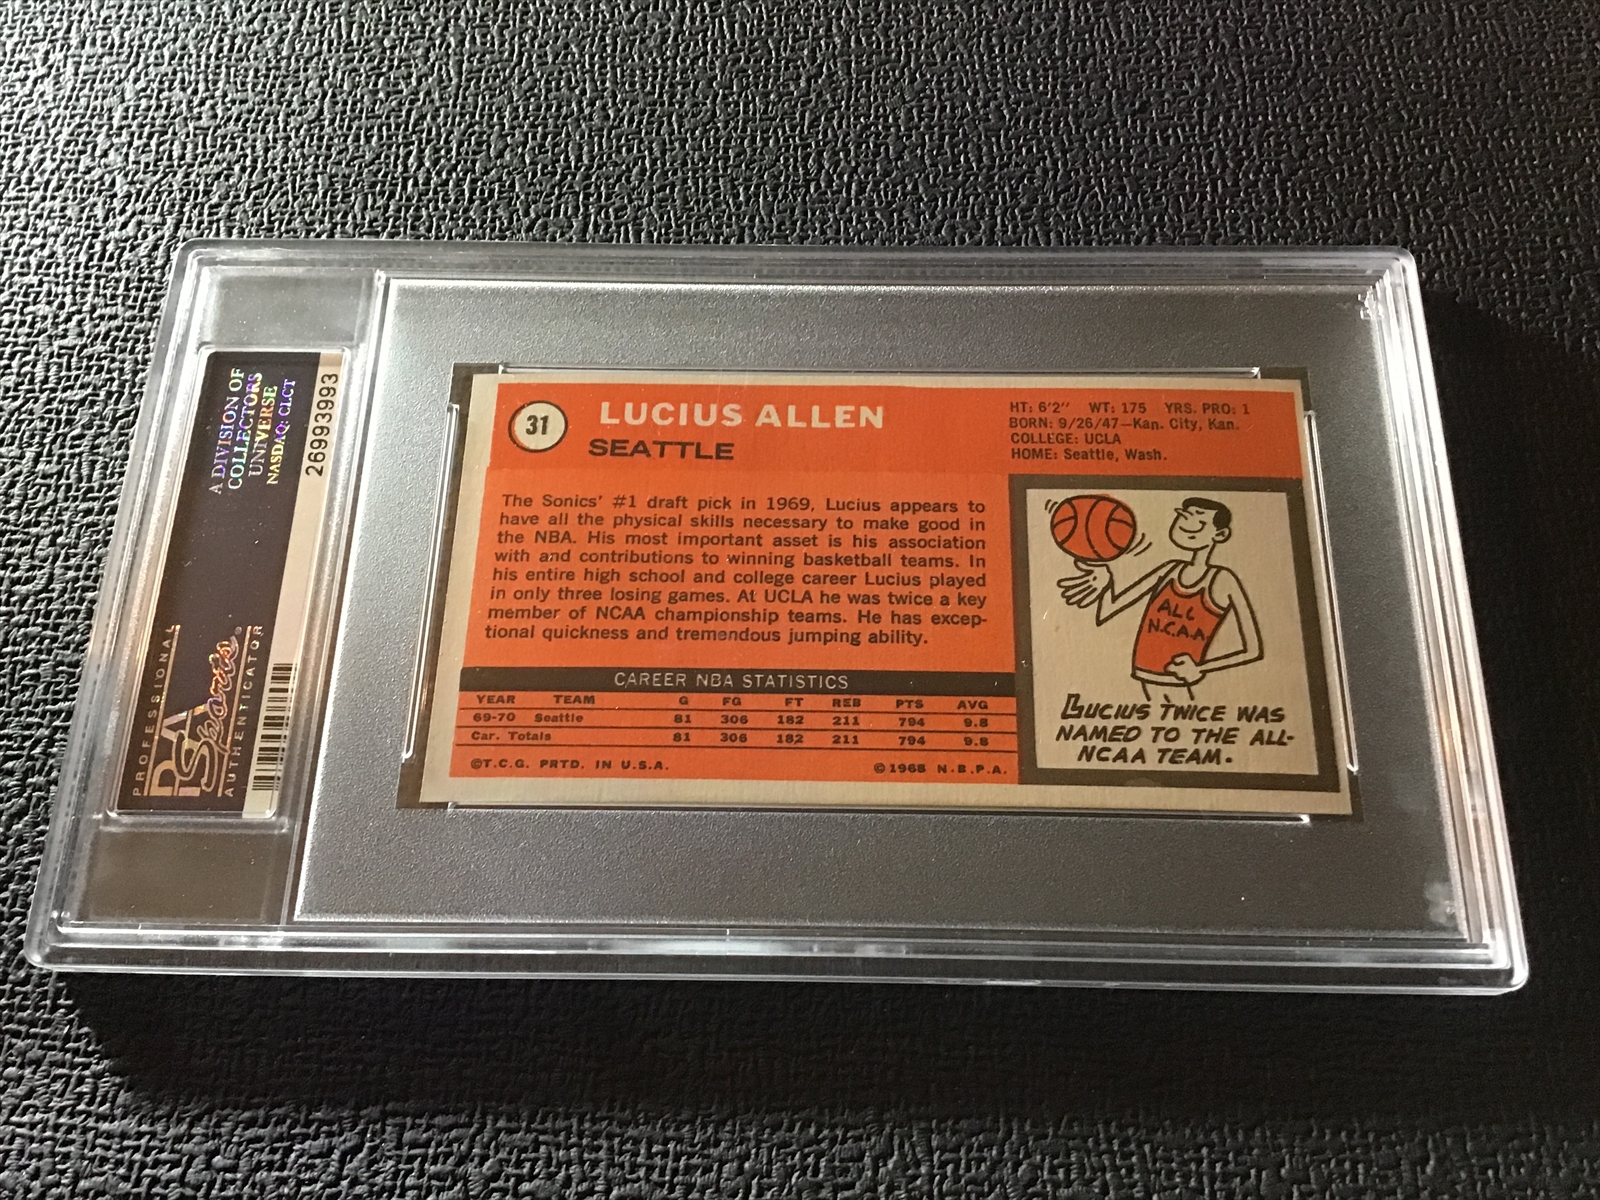 A DIVISION OF
COLLECTORS
UNIVERSE
NASDAQ: CLCT
26993993
PROFESSIONAL
PSA
Sports
AUTHENTICATOR
31
LUCIUS ALLEN
SEATTLE
HT: 6'2" WT: 175 YRS. PRO: 1
BORN: 9/26/47—Kan. City, Kan.
COLLEGE: UCLA
HOME: Seattle, Wash.
The Sonics' #1 draft pick in 1969, Lucius appears to
have all the physical skills necessary to make good in
the NBA. His most important asset is his association
with and contributions to winning basketball teams. In
his entire high school and college career Lucius played
in only three losing games. At UCLA he was twice a key
member of NCAA championship teams. He has excep-
tional quickness and tremendous jumping ability.
CAREER NBA STATISTICS
YEAR TEAM G FG FT REB PTS AVG
69-70 Seattle 81 306 182 211 794 9.8
Car. Totals 81 306 182 211 794 9.8
©T.C.G. PRTD. IN U.S.A. ©1968 N.B.P.A.
ALL
N.C.A.A.
LUCIUS TWICE WAS
NAMED TO THE ALL-
NCAA TEAM.